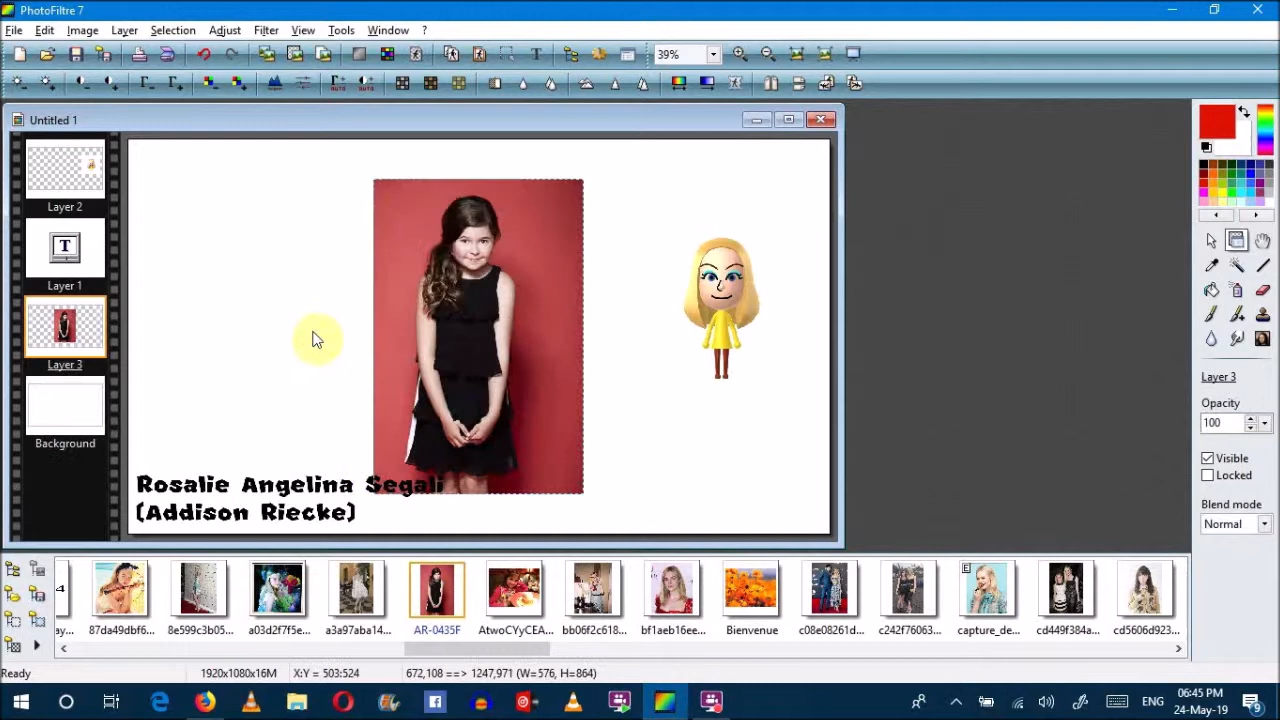 PhotoFiltre 7
File Edit Image Layer Selection Adjust Filter View Tools Window ?
39%
Untitled 1
Layer 2
T
Layer 1
Layer 3
Background
Rosalie Angelina Segali
(Addison Riecke)
Layer 3
Opacity
100
Visible
Locked
Blend mode
Normal
ay... 87da49dbf6... 8e599c3b05... a03d2f7f5e... a3a97aba14... AR-0435F AtwoCYyCEA... bb06f2c618... bf1aeb16ee... Bienvenue c08e08261d... c242f76063... capture_de... cd449f384a... cd5606d923...
Ready 1920x1080x16M X:Y = 503:524 672,108 ==> 1247,971 (W=576, H=864)
ENG 06:45 PM
24-May-19